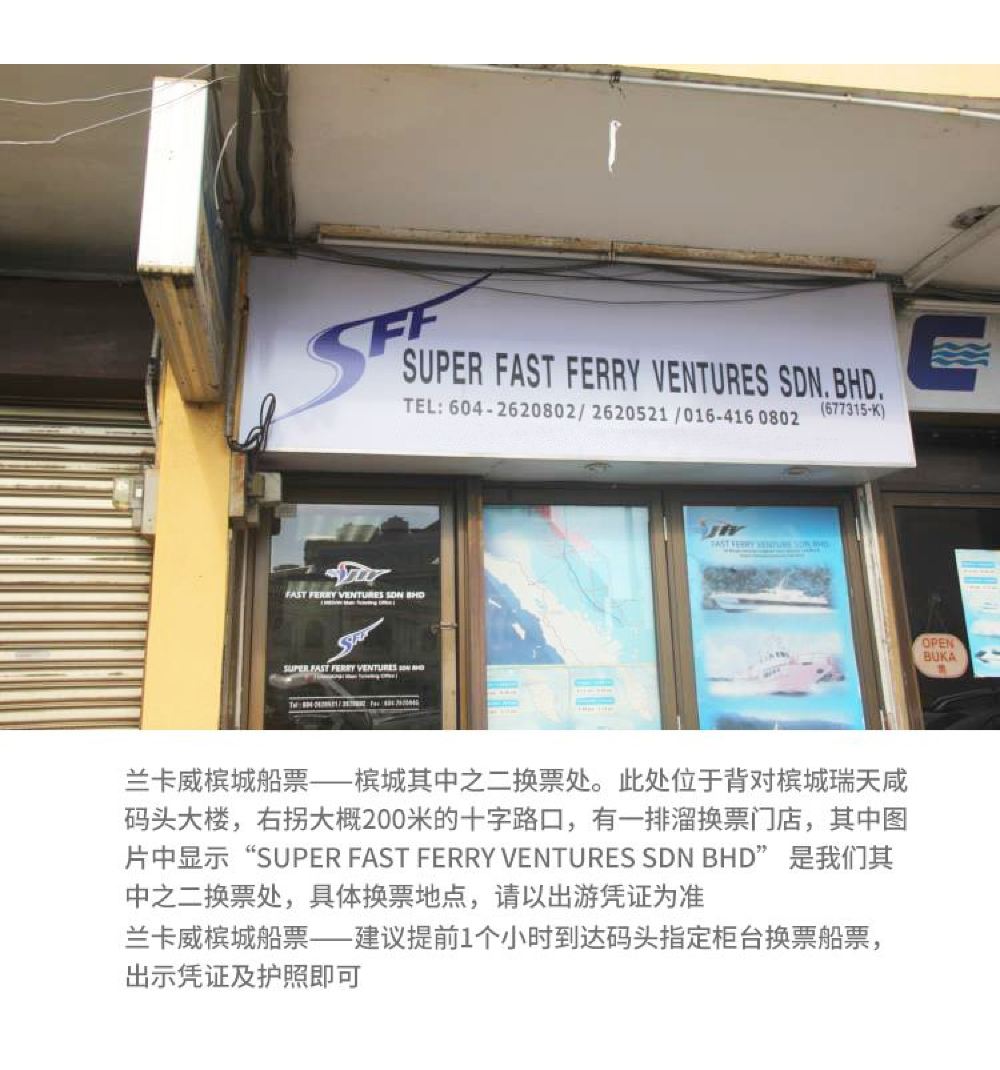 SFF
SUPER FAST FERRY VENTURES SDN. BHD.
(677315-K)
TEL: 604-2620802/ 2620521 /016-416 0802
FAST FERRY VENTURES SDN BHD
SUPER FAST FERRY VENTURES SDN BHD
FAST FERRY VENTURE SDN. BHD.
OPEN
BUKA
兰卡威槟城船票——槟城其中之二换票处。此处位于背对槟城瑞天咸
码头大楼，右拐大概200米的十字路口，有一排溜换票门店，其中图
片中显示“SUPER FAST FERRY VENTURES SDN BHD” 是我们其
中之二换票处，具体换票地点，请以出游凭证为准
兰卡威槟城船票——建议提前1个小时到达码头指定柜台换票船票，
出示凭证及护照即可